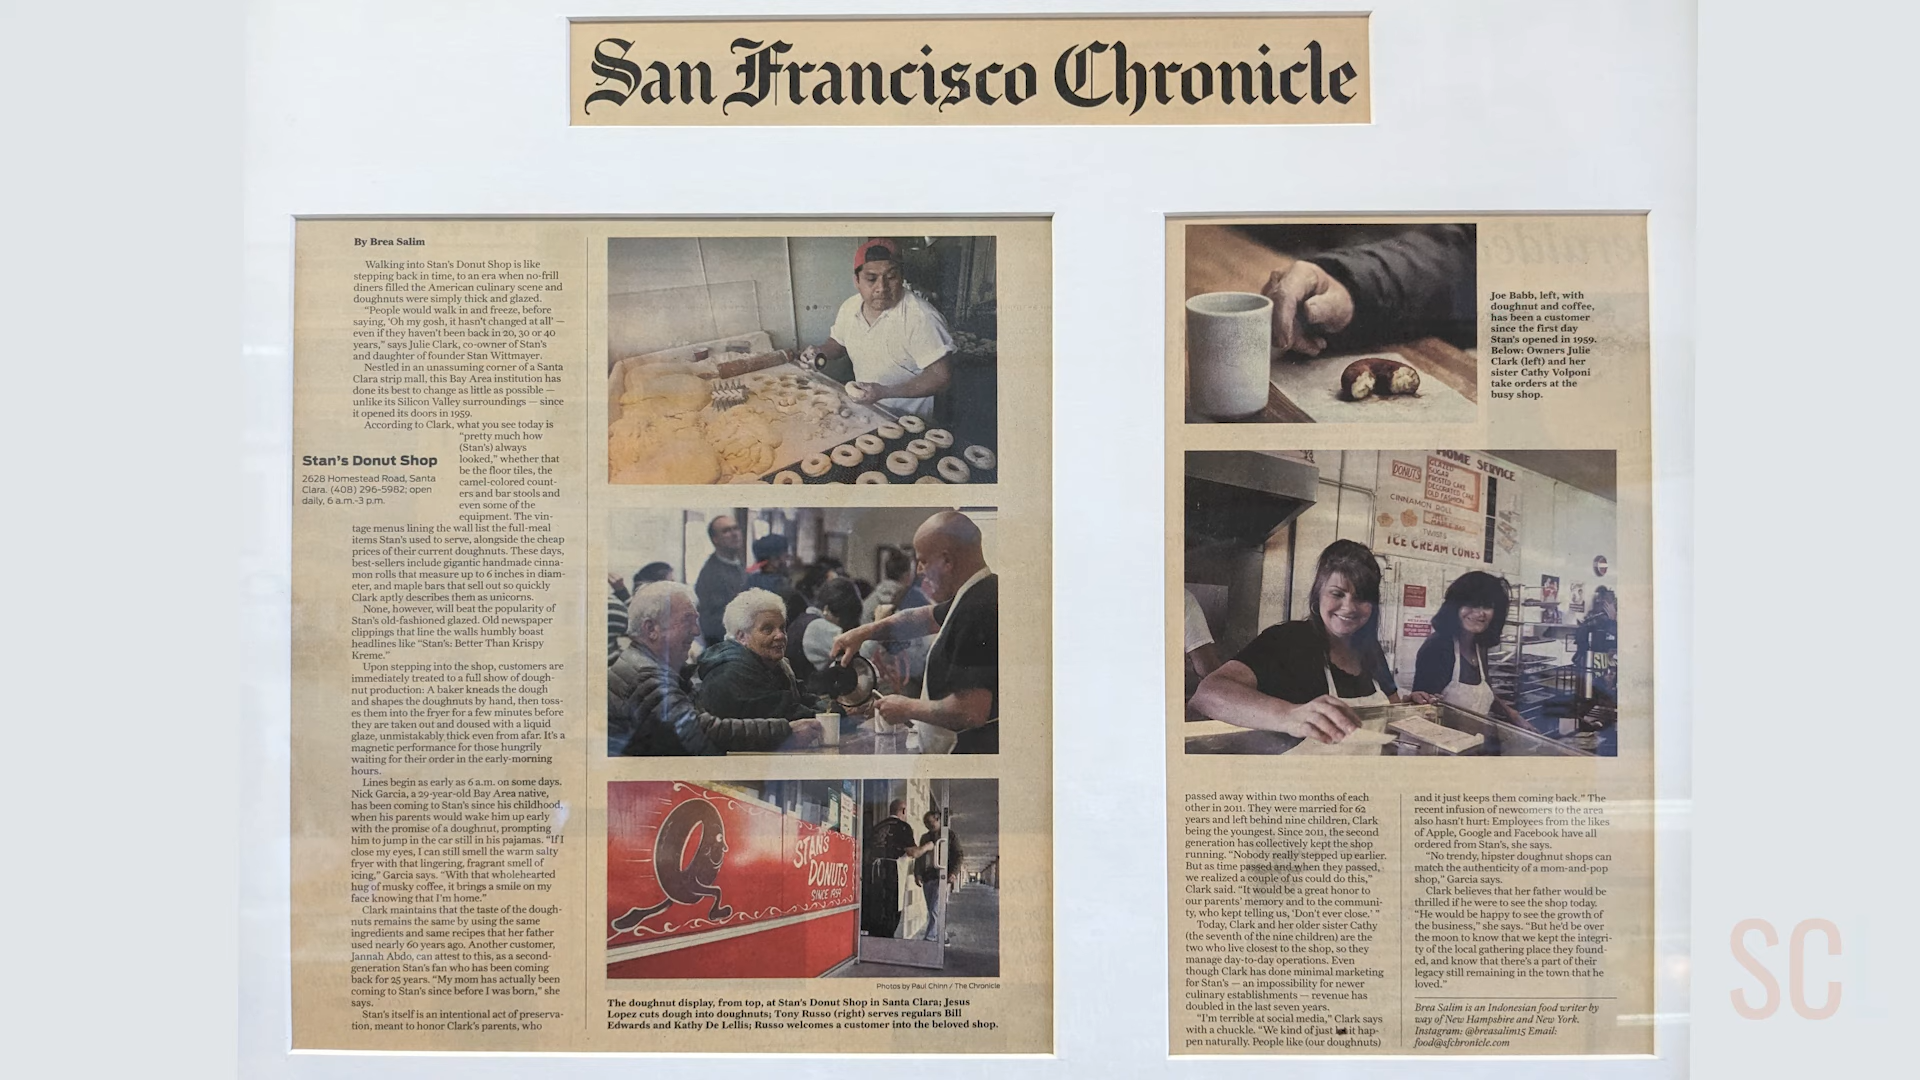 San Francisco Chronicle
By Brea Salim
Walking into Stan's Donut Shop is like
stepping back in time, to an era when no-frill
diners filled the American culinary scene and
doughnuts were simply thick and glazed.
"People would walk in and freeze, before
saying, 'Oh my gosh, it hasn't changed at all' —
even if they haven't been back in 20, 30 or 40
years," says Julie Clark, co-owner of Stan's
and daughter of founder Stan Wittmayer.
Nestled in an unassuming corner of a Santa
Clara strip mall, this Bay Area institution has
done its best to change as little as possible —
unlike its Silicon Valley surroundings — since
it opened its doors in 1959.
According to Clark, what you see today is
"pretty much how
(Stan's) always
looked," whether that
be the floor tiles, the
camel-colored count-
ers and bar stools and
even some of the
equipment. The vin-
tage menus lining the wall list the full-meal
items Stan's used to serve, alongside the cheap
prices of their current doughnuts. These days,
best-sellers include gigantic handmade cinna-
mon rolls that measure up to 6 inches in diam-
eter, and maple bars that sell out so quickly
Clark aptly describes them as unicorns.
None, however, will beat the popularity of
Stan's old-fashioned glazed. Old newspaper
clippings that line the walls humbly boast
headlines like "Stan's: Better Than Krispy
Kreme."
Upon stepping into the shop, customers are
immediately treated to a full show of dough-
nut production: A baker kneads the dough
and shapes the doughnuts by hand, then toss-
es them into the fryer for a few minutes before
they are taken out and doused with a liquid
glaze, unmistakably thick even from afar. It's a
magnetic performance for those hungrily
waiting for their order in the early-morning
hours.
Lines begin as early as 6 a.m. on some days.
Nick Garcia, a 29-year-old Bay Area native,
has been coming to Stan's since his childhood,
when his parents would wake him up early
with the promise of a doughnut, prompting
him to jump in the car still in his pajamas. "If I
close my eyes, I can still smell the warm salty
fryer with that lingering, fragrant smell of
icing," Garcia says. "With that wholehearted
hug of musky coffee, it brings a smile on my
face knowing that I'm home."
Clark maintains that the taste of the dough-
nuts remains the same by using the same
ingredients and same recipes that her father
used nearly 60 years ago. Another customer,
Jannah Abdo, can attest to this, as a second-
generation Stan's fan who has been coming
back for 25 years. "My mom has actually been
coming to Stan's since before I was born," she
says.
Stan's itself is an intentional act of preserva-
tion, meant to honor Clark's parents, who
Stan's Donut Shop
2628 Homestead Road, Santa
Clara. (408) 296-5982; open
daily, 6 a.m.-3 p.m.
STAN'S
DONUTS
SINCE 1959
Photos by Paul Chinn / The Chronicle
The doughnut display, from top, at Stan's Donut Shop in Santa Clara; Jesus
Lopez cuts dough into doughnuts; Tony Russo (right) serves regulars Bill
Edwards and Kathy De Lellis; Russo welcomes a customer into the beloved shop.
Joe Babb, left, with
doughnut and coffee,
has been a customer
since the first day
Stan's opened in 1959.
Below: Owners Julie
Clark (left) and her
sister Cathy Volponi
take orders at the
busy shop.
HOME SERVICE
DONUTS
GLAZED
SUGAR
FROSTED CAKE
DECORATED CAKE
OLD FASHION
CINNAMON ROLL
TWISTS
ICE CREAM CONES
passed away within two months of each
other in 2011. They were married for 62
years and left behind nine children, Clark
being the youngest. Since 2011, the second
generation has collectively kept the shop
running. "Nobody really stepped up earlier.
But as time passed and when they passed,
we realized a couple of us could do this,"
Clark said. "It would be a great honor to
our parents' memory and to the communi-
ty, who kept telling us, 'Don't ever close.' "
Today, Clark and her older sister Cathy
(the seventh of the nine children) are the
two who live closest to the shop, so they
manage day-to-day operations. Even
though Clark has done minimal marketing
for Stan's — an impossibility for newer
culinary establishments — revenue has
doubled in the last seven years.
"I'm terrible at social media," Clark says
with a chuckle. "We kind of just let it hap-
pen naturally. People like (our doughnuts)
and it just keeps them coming back." The
recent infusion of newcomers to the area
also hasn't hurt: Employees from the likes
of Apple, Google and Facebook have all
ordered from Stan's, she says.
"No trendy, hipster doughnut shops can
match the authenticity of a mom-and-pop
shop," Garcia says.
Clark believes that her father would be
thrilled if he were to see the shop today.
"He would be happy to see the growth of
the business," she says. "But he'd be over
the moon to know that we kept the integri-
ty of the local gathering place they found-
ed, and know that there's a part of their
legacy still remaining in the town that he
loved."
Brea Salim is an Indonesian food writer by
way of New Hampshire and New York.
Instagram: @breasalim15 Email:
food@sfchronicle.com
SC